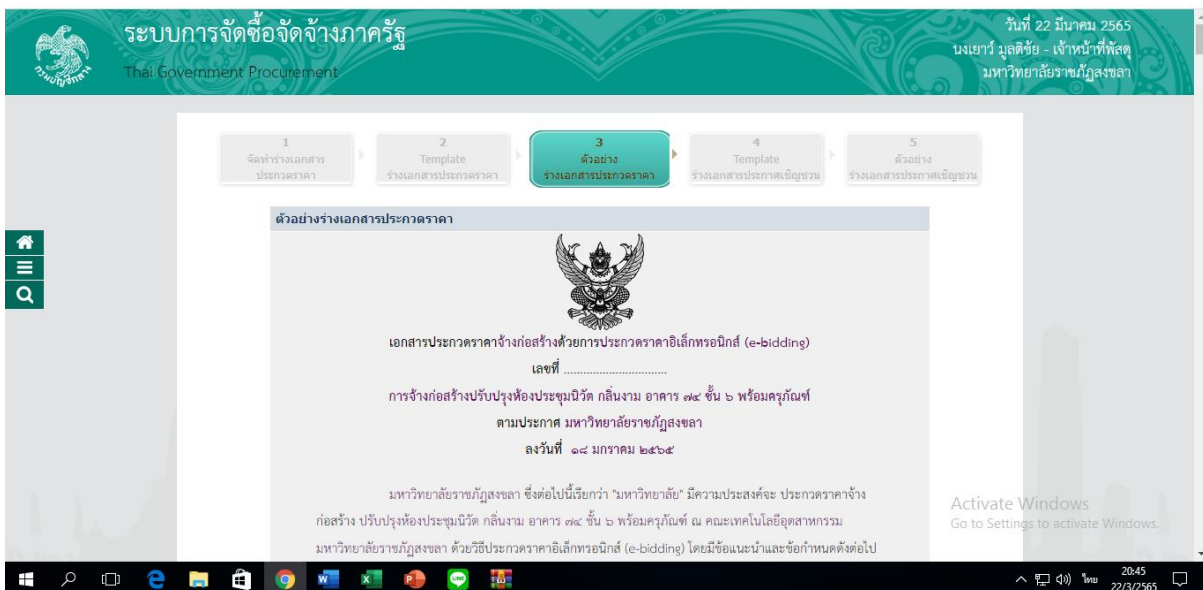 ระบบการจัดซื้อจัดจ้างภาครัฐ
Thai Government Procurement
วันที่ 22 มีนาคม 2565
นงเยาว์ มูลติชัย - เจ้าหน้าที่พัสดุ
มหาวิทยาลัยราชภัฏสงขลา
กรมบัญชีกลาง
1
จัดทำร่างเอกสาร
ประกวดราคา
2
Template
ร่างเอกสารประกวดราคา
3
ตัวอย่าง
ร่างเอกสารประกวดราคา
4
Template
ร่างเอกสารประกาศเชิญชวน
5
ตัวอย่าง
ร่างเอกสารประกาศเชิญชวน
ตัวอย่างร่างเอกสารประกวดราคา
เอกสารประกวดราคาจ้างก่อสร้างด้วยการประกวดราคาอิเล็กทรอนิกส์ (e-bidding)
เลขที่ ................................
การจ้างก่อสร้างปรับปรุงห้องประชุมนิวัต กลิ่นงาม อาคาร ๗๔ ชั้น ๖ พร้อมครุภัณฑ์
ตามประกาศ มหาวิทยาลัยราชภัฏสงขลา
ลงวันที่ ๑๘ มกราคม ๒๕๖๕
มหาวิทยาลัยราชภัฏสงขลา ซึ่งต่อไปนี้เรียกว่า "มหาวิทยาลัย" มีความประสงค์จะ ประกวดราคาจ้าง
ก่อสร้าง ปรับปรุงห้องประชุมนิวัต กลิ่นงาม อาคาร ๗๔ ชั้น ๖ พร้อมครุภัณฑ์ ณ คณะเทคโนโลยีอุตสาหกรรม
มหาวิทยาลัยราชภัฏสงขลา ด้วยวิธีประกวดราคาอิเล็กทรอนิกส์ (e-bidding) โดยมีข้อแนะนำและข้อกำหนดดังต่อไป
Activate Windows
Go to Settings to activate Windows.
ไทย
20:45
22/3/2565